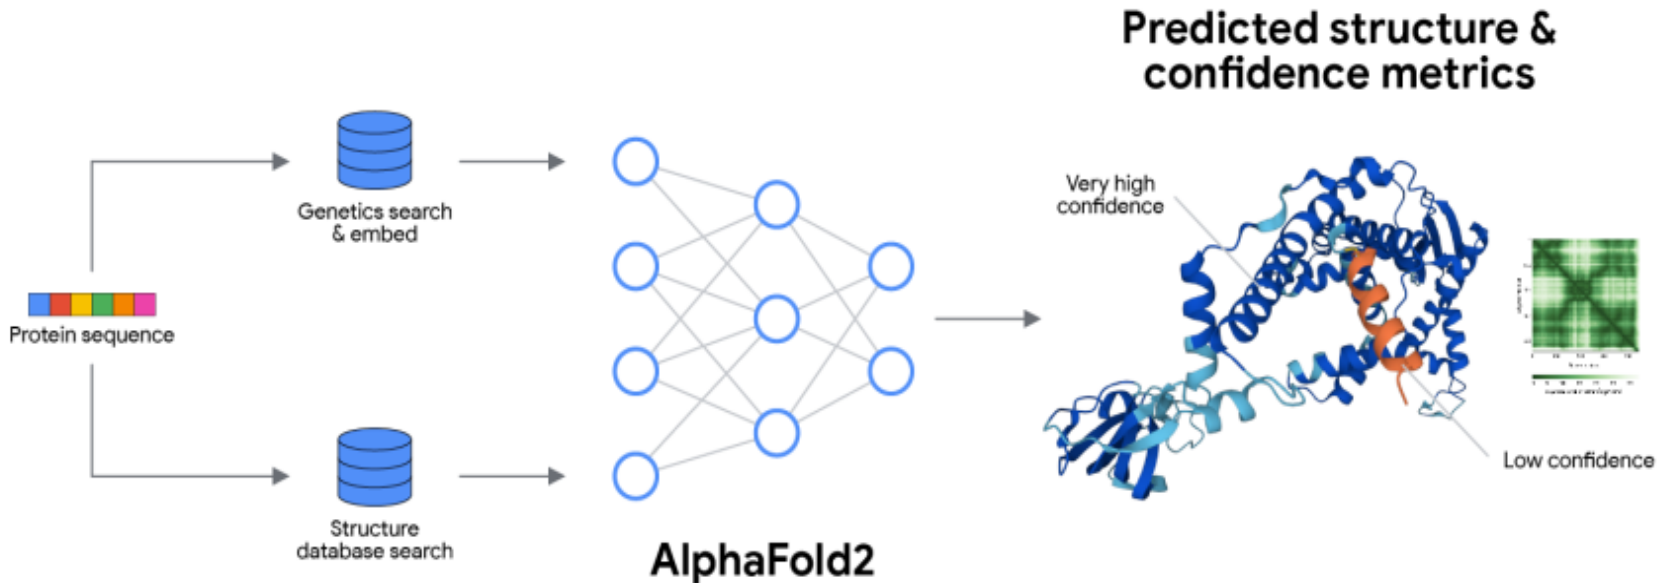 Predicted structure &
confidence metrics
Very high
confidence
Genetics search
& embed
Protein sequence
Low confidence
Structure
database search
AlphaFold2